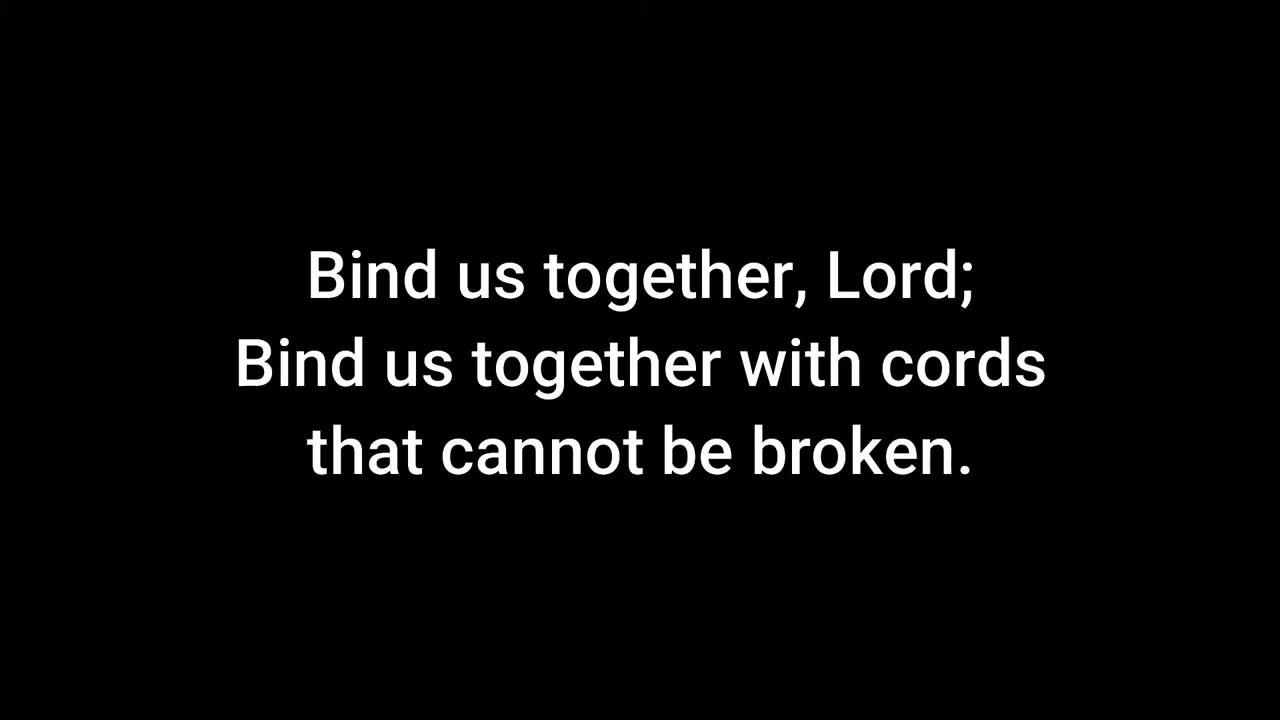 Bind us together, Lord;
Bind us together with cords
that cannot be broken.